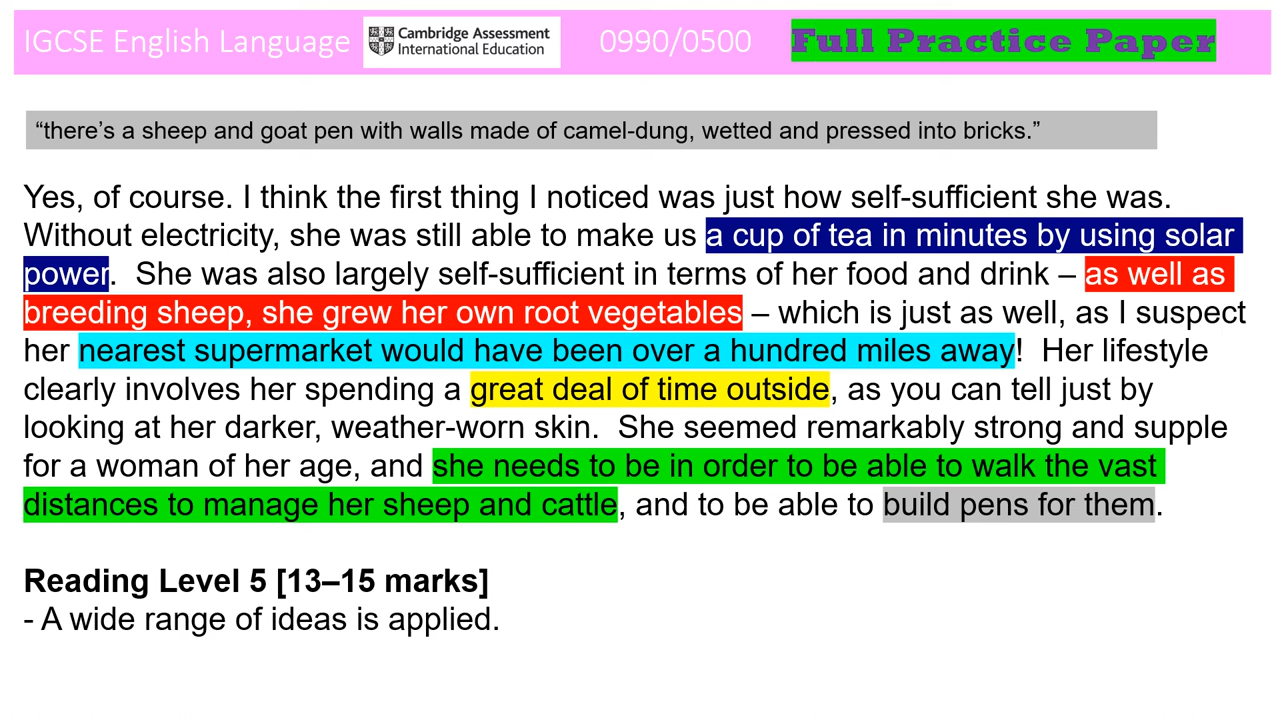 IGCSE English Language Cambridge Assessment International Education 0990/0500 Full Practice Paper
“there’s a sheep and goat pen with walls made of camel-dung, wetted and pressed into bricks.”
Yes, of course. I think the first thing I noticed was just how self-sufficient she was.
Without electricity, she was still able to make us a cup of tea in minutes by using solar
power.  She was also largely self-sufficient in terms of her food and drink – as well as
breeding sheep, she grew her own root vegetables – which is just as well, as I suspect
her nearest supermarket would have been over a hundred miles away!  Her lifestyle
clearly involves her spending a great deal of time outside, as you can tell just by
looking at her darker, weather-worn skin.  She seemed remarkably strong and supple
for a woman of her age, and she needs to be in order to be able to walk the vast
distances to manage her sheep and cattle, and to be able to build pens for them.
Reading Level 5 [13–15 marks]
- A wide range of ideas is applied.